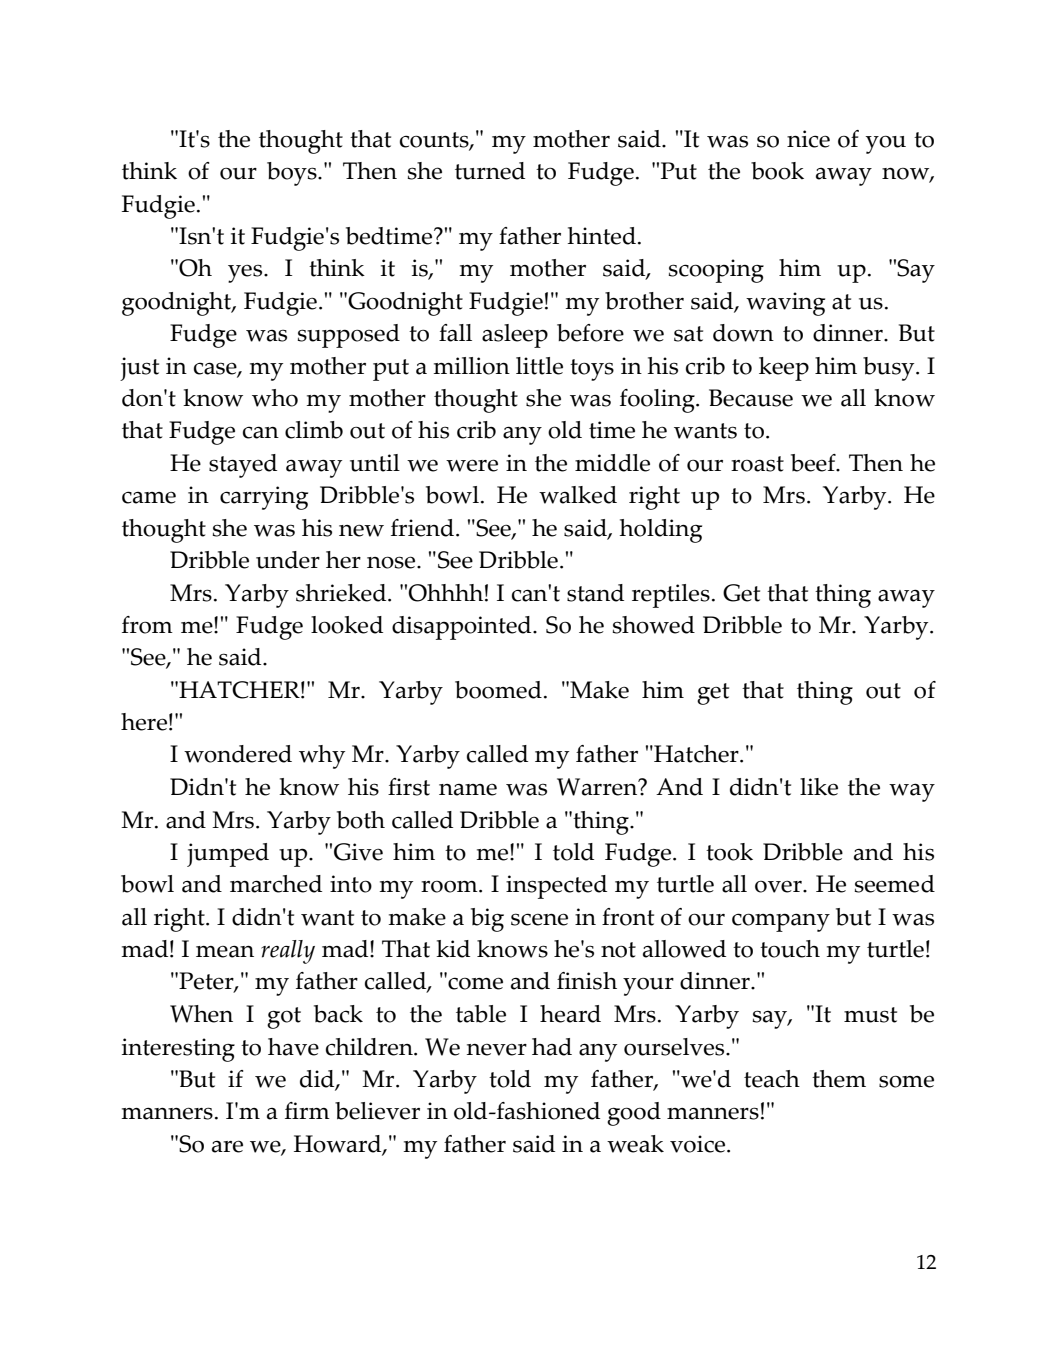 "It's the thought that counts," my mother said. "It was so nice of you to
think of our boys." Then she turned to Fudge. "Put the book away now,
Fudgie."
"Isn't it Fudgie's bedtime?" my father hinted.
"Oh yes. I think it is," my mother said, scooping him up. "Say
goodnight, Fudgie." "Goodnight Fudgie!" my brother said, waving at us.
Fudge was supposed to fall asleep before we sat down to dinner. But
just in case, my mother put a million little toys in his crib to keep him busy. I
don't know who my mother thought she was fooling. Because we all know
that Fudge can climb out of his crib any old time he wants to.
He stayed away until we were in the middle of our roast beef. Then he
came in carrying Dribble's bowl. He walked right up to Mrs. Yarby. He
thought she was his new friend. "See," he said, holding
Dribble under her nose. "See Dribble."
Mrs. Yarby shrieked. "Ohhhh! I can't stand reptiles. Get that thing away
from me!" Fudge looked disappointed. So he showed Dribble to Mr. Yarby.
"See," he said.
"HATCHER!" Mr. Yarby boomed. "Make him get that thing out of
here!"
I wondered why Mr. Yarby called my father "Hatcher."
Didn't he know his first name was Warren? And I didn't like the way
Mr. and Mrs. Yarby both called Dribble a "thing."
I jumped up. "Give him to me!" I told Fudge. I took Dribble and his
bowl and marched into my room. I inspected my turtle all over. He seemed
all right. I didn't want to make a big scene in front of our company but I was
mad! I mean really mad! That kid knows he's not allowed to touch my turtle!
"Peter," my father called, "come and finish your dinner."
When I got back to the table I heard Mrs. Yarby say, "It must be
interesting to have children. We never had any ourselves."
"But if we did," Mr. Yarby told my father, "we'd teach them some
manners. I'm a firm believer in old-fashioned good manners!"
"So are we, Howard," my father said in a weak voice.
12